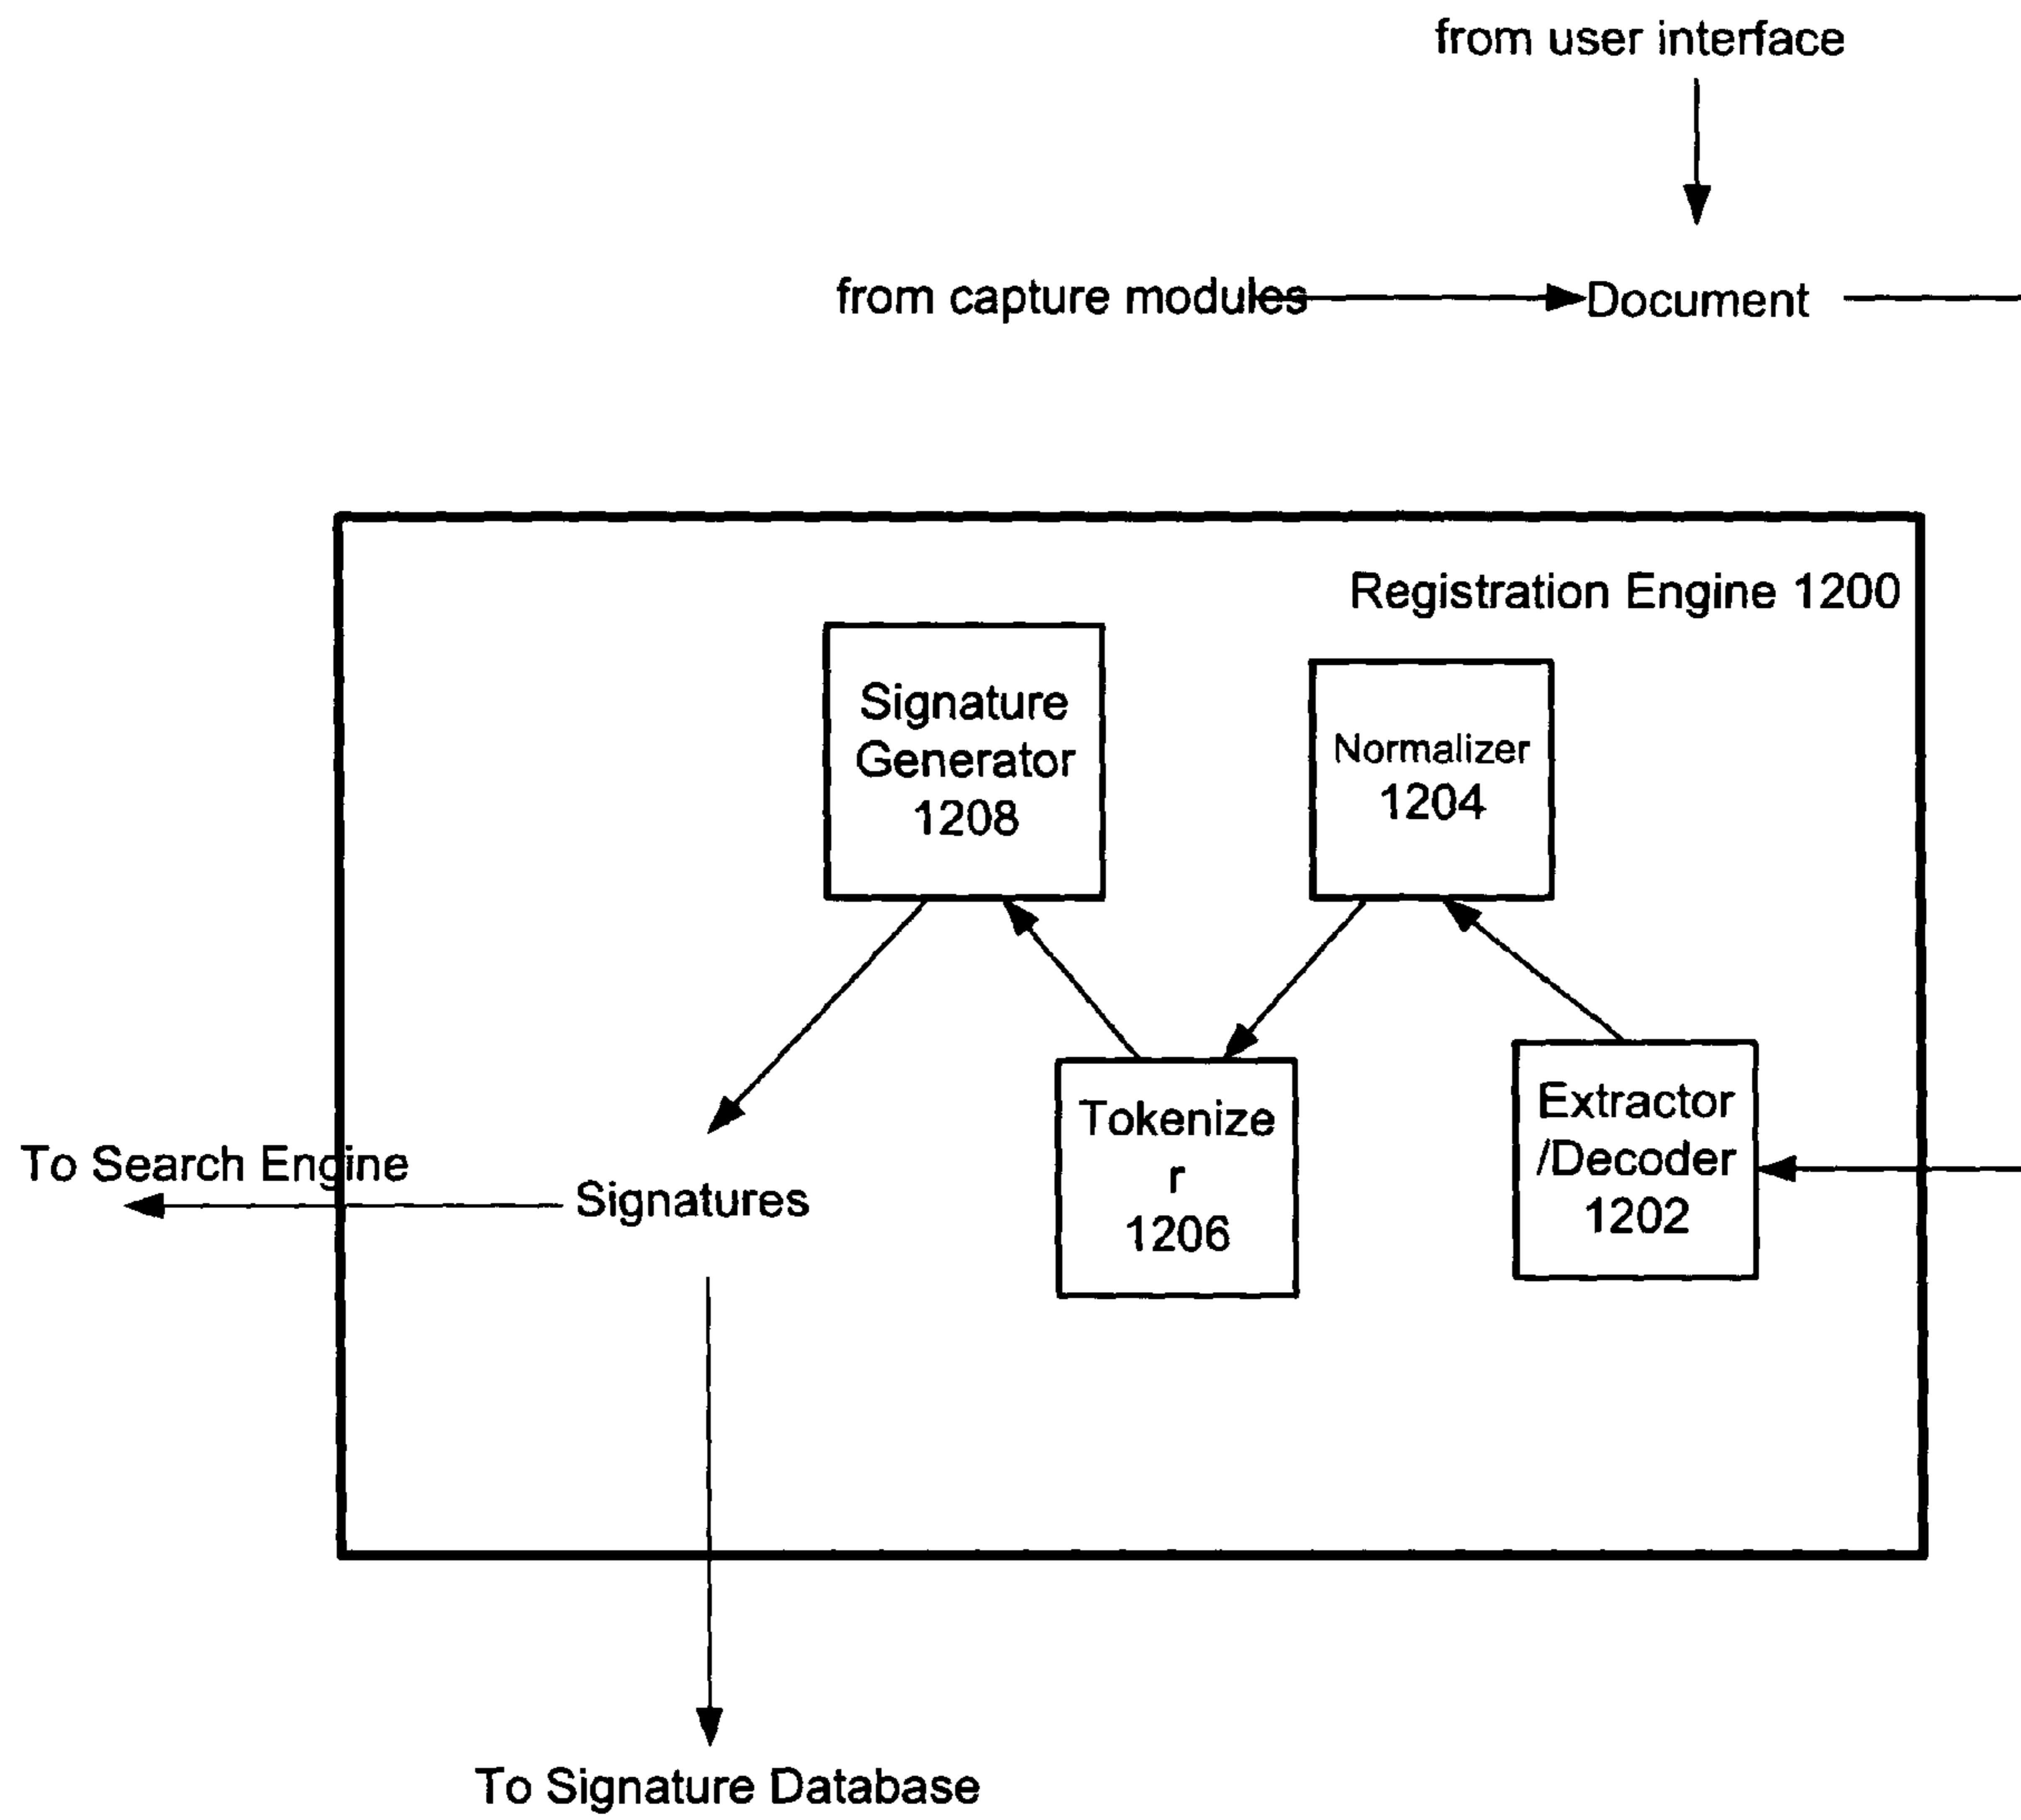 from user interface
from capture modules
Document
Registration Engine 1200
Signature
Generator
1208
Normalizer
1204
To Search Engine
Signatures
Tokenize
r
1206
Extractor
/Decoder
1202
To Signature Database